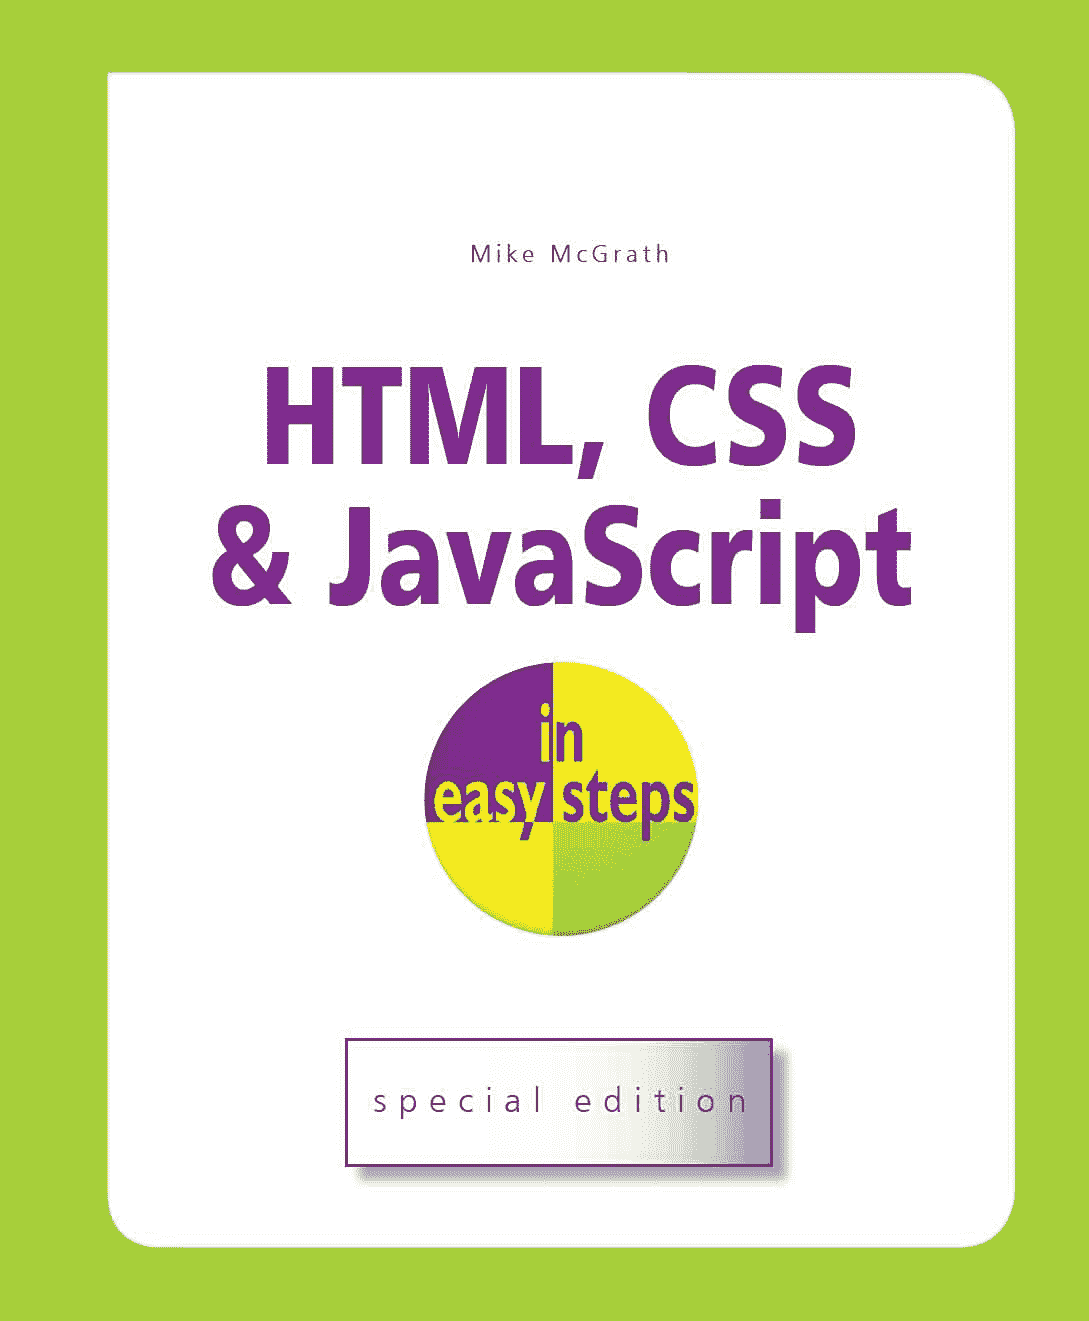 Mike McGrath
HTML, CSS
& JavaScript
in
easy steps
special edition